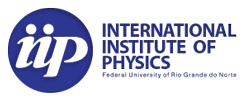 iip
INTERNATIONAL
INSTITUTE OF
PHYSICS
Federal University of Rio Grande do Norte